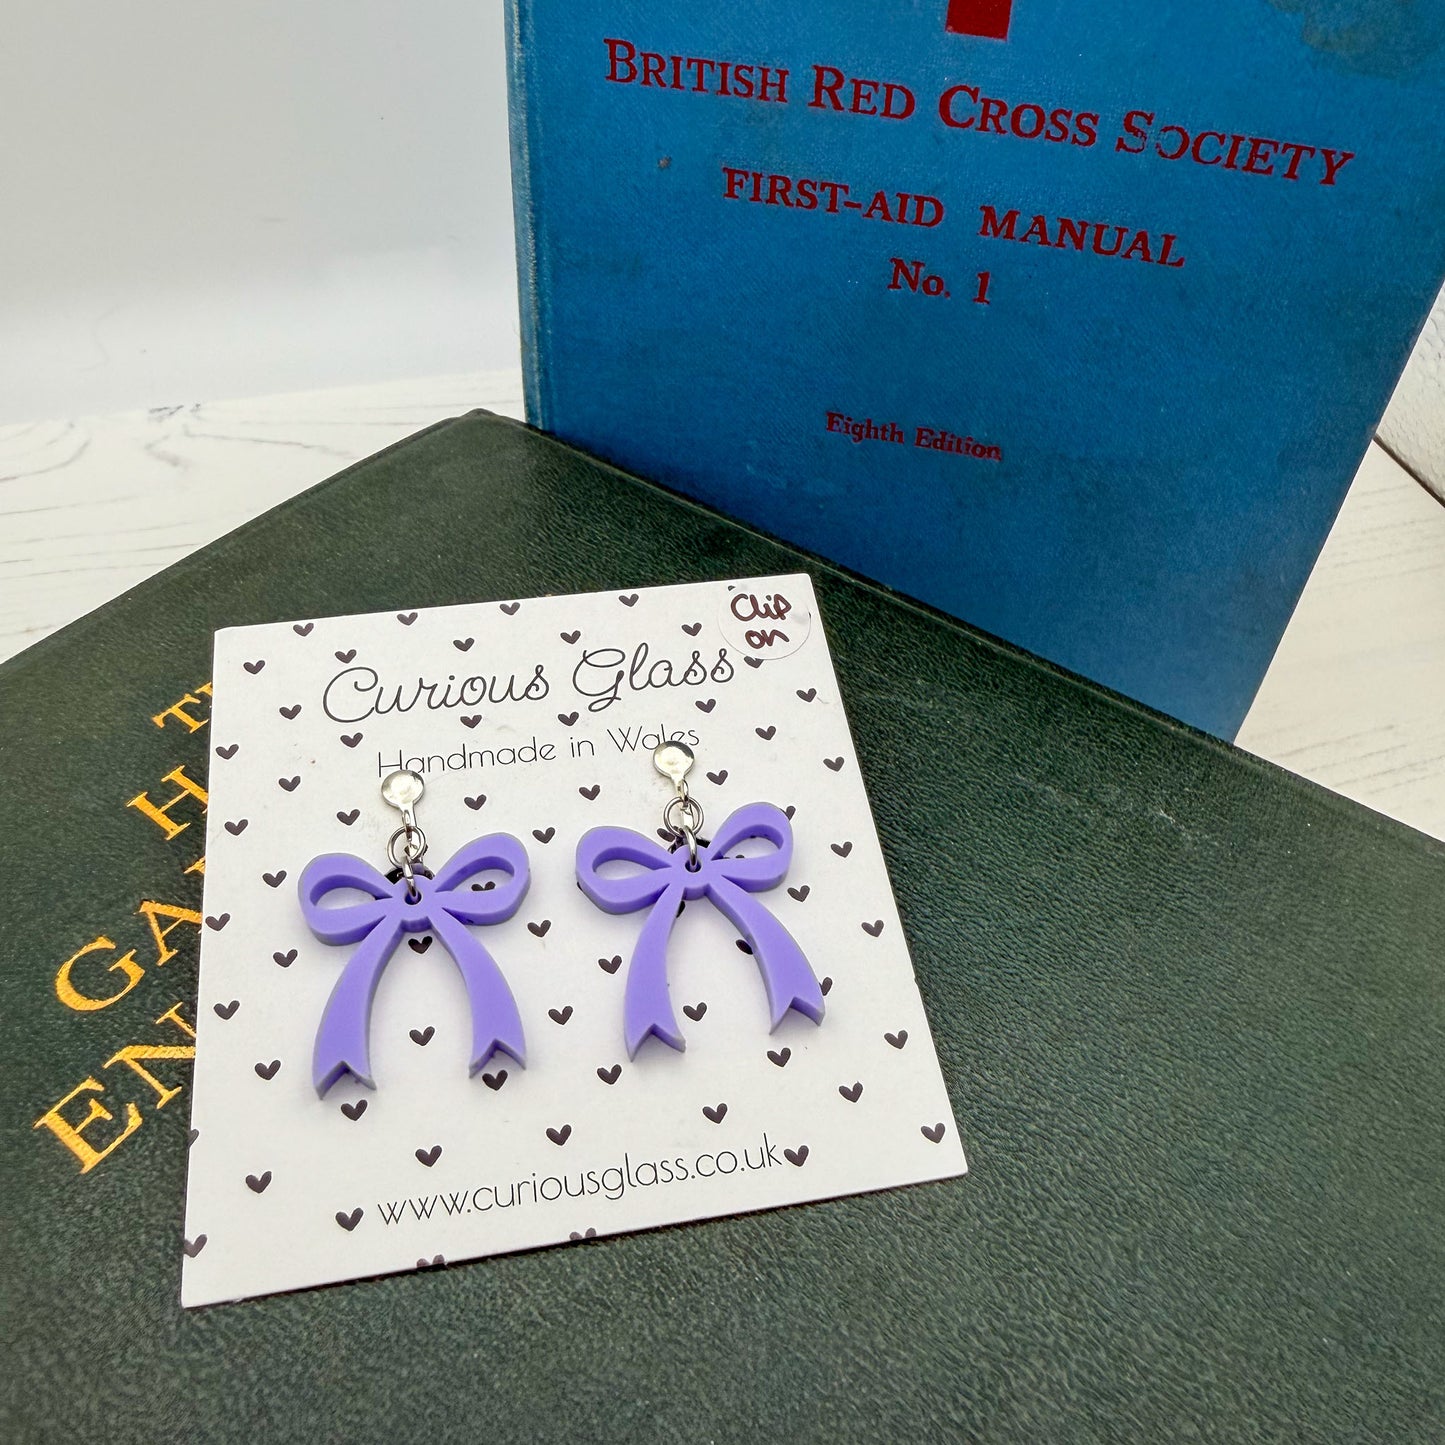 BRITISH RED CROSS SOCIETY
FIRST-AID MANUAL
No. 1
Eighth Edition
Clip
on
Curious Glass
Handmade in Wales
www.curiousglass.co.uk